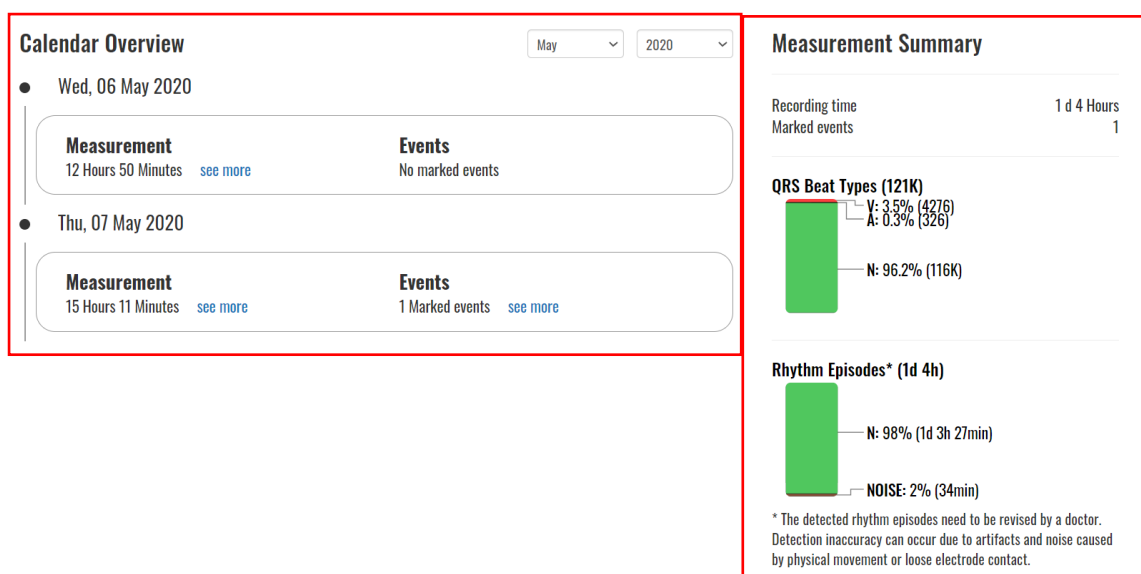 Calendar Overview
May
2020
Wed, 06 May 2020
Measurement
12 Hours 50 Minutes see more
Events
No marked events
Thu, 07 May 2020
Measurement
15 Hours 11 Minutes see more
Events
1 Marked events see more
Measurement Summary
Recording time 1 d 4 Hours
Marked events 1
QRS Beat Types (121K)
V: 3.5% (4276)
A: 0.3% (326)
N: 96.2% (116K)
Rhythm Episodes* (1d 4h)
N: 98% (1d 3h 27min)
NOISE: 2% (34min)
* The detected rhythm episodes need to be revised by a doctor.
Detection inaccuracy can occur due to artifacts and noise caused
by physical movement or loose electrode contact.